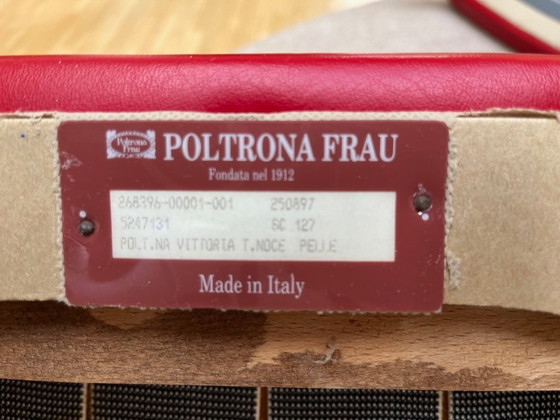 Poltrona Frau
POLTRONA FRAU
Fondata nel 1912
268396-00001-001 250897
5247131 SC 127
POLT.NA VITTORIA T.NOCE PELLE
Made in Italy